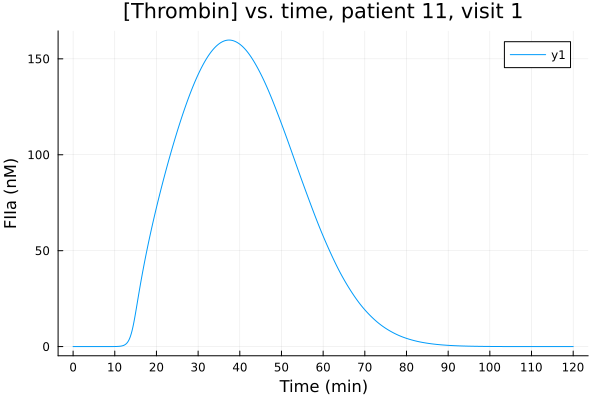 [Thrombin] vs. time, patient 11, visit 1
y1
150
100
50
0
FIIa (nM)
0 10 20 30 40 50 60 70 80 90 100 110 120
Time (min)